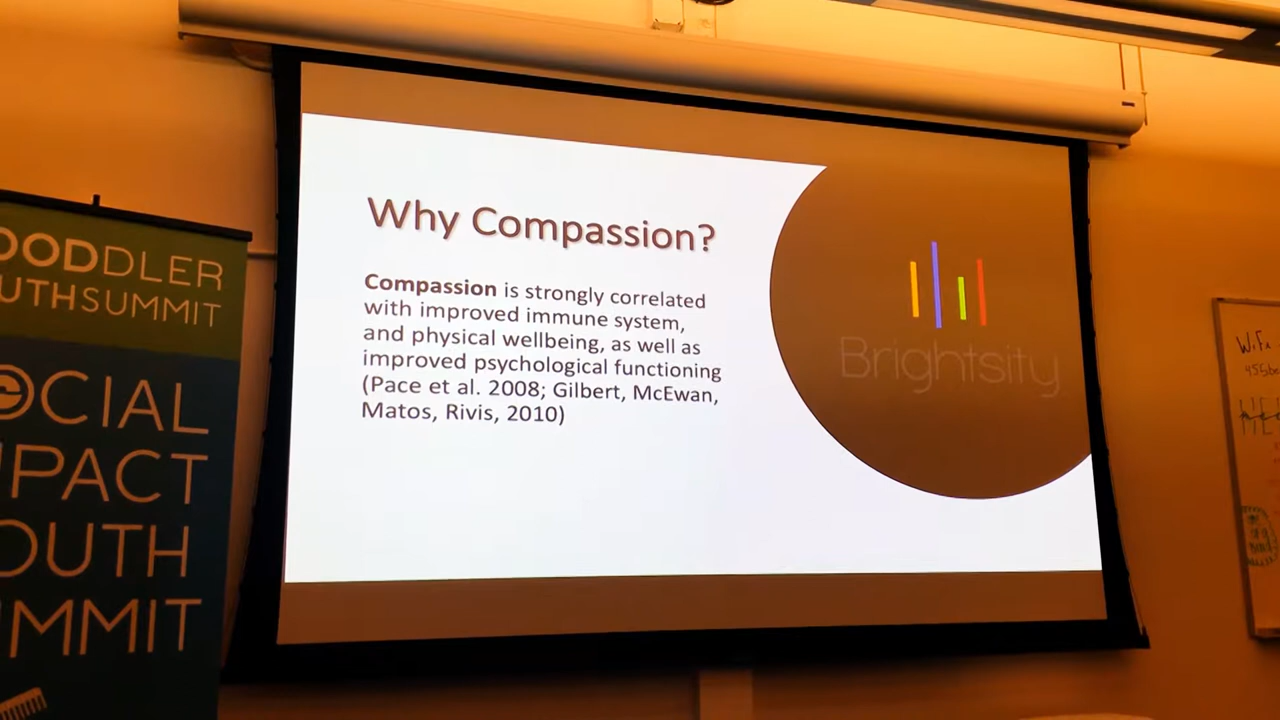 OODDLER
UTHSUMMIT
OCIAL
PACT
OUTH
MMIT
Why Compassion?
Compassion is strongly correlated
with improved immune system,
and physical wellbeing, as well as
improved psychological functioning
(Pace et al. 2008; Gilbert, McEwan,
Matos, Rivis, 2010)
Brightsity